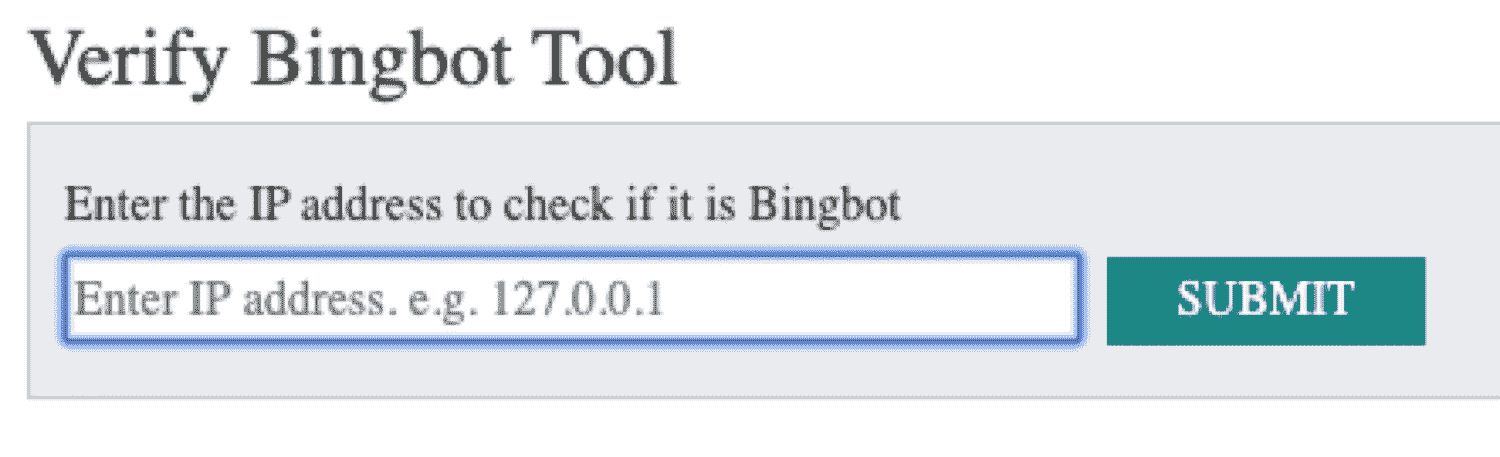 Verify Bingbot Tool
Enter the IP address to check if it is Bingbot
Enter IP address. e.g. 127.0.0.1
SUBMIT